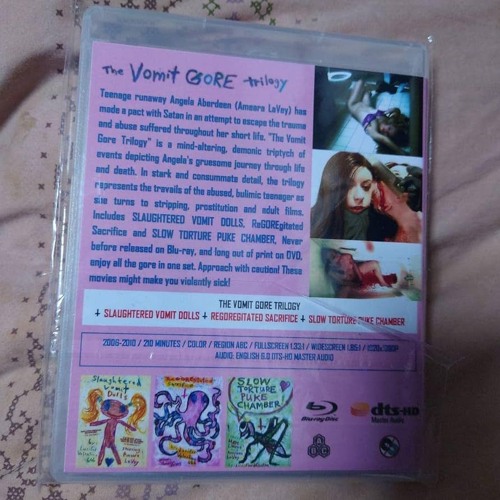 The Vomit GORE trilogy
Teenage runaway Angela Aberdeen (Ameara LaVey) has
made a pact with Satan in an attempt to escape the trauma
and abuse suffered throughout her short life. "The Vomit
Gore Trilogy" is a mind-altering, demonic triptych of
events depicting Angela's gruesome journey through life
and death. In stark and consummate detail, the trilogy
represents the travails of the abused, bulimic teenager as
she turns to stripping, prostitution and adult films.
Includes SLAUGHTERED VOMIT DOLLS, ReGOREgitated
Sacrifice and SLOW TORTURE PUKE CHAMBER, Never
before released on Blu-ray, and long out of print on DVD,
enjoy all the gore in one set. Approach with caution! These
movies might make you violently sick!
THE VOMIT GORE TRILOGY
+ SLAUGHTERED VOMIT DOLLS + REGOREGITATED SACRIFICE + SLOW TORTURE PUKE CHAMBER
2006-2010 / 210 MINUTES / COLOR / REGION ABC / FULLSCREEN 1.33:1 / WIDESCREEN 1.85:1 /
AUDIO: ENGLISH 6.0 DTS-HD MASTER AUDIO
Slaughtered
Vomit
Dolls
Sacrifice
SLOW
TORTURE
PUKE
CHAMBER
Blu-ray Disc
dts-HD
Master Audio